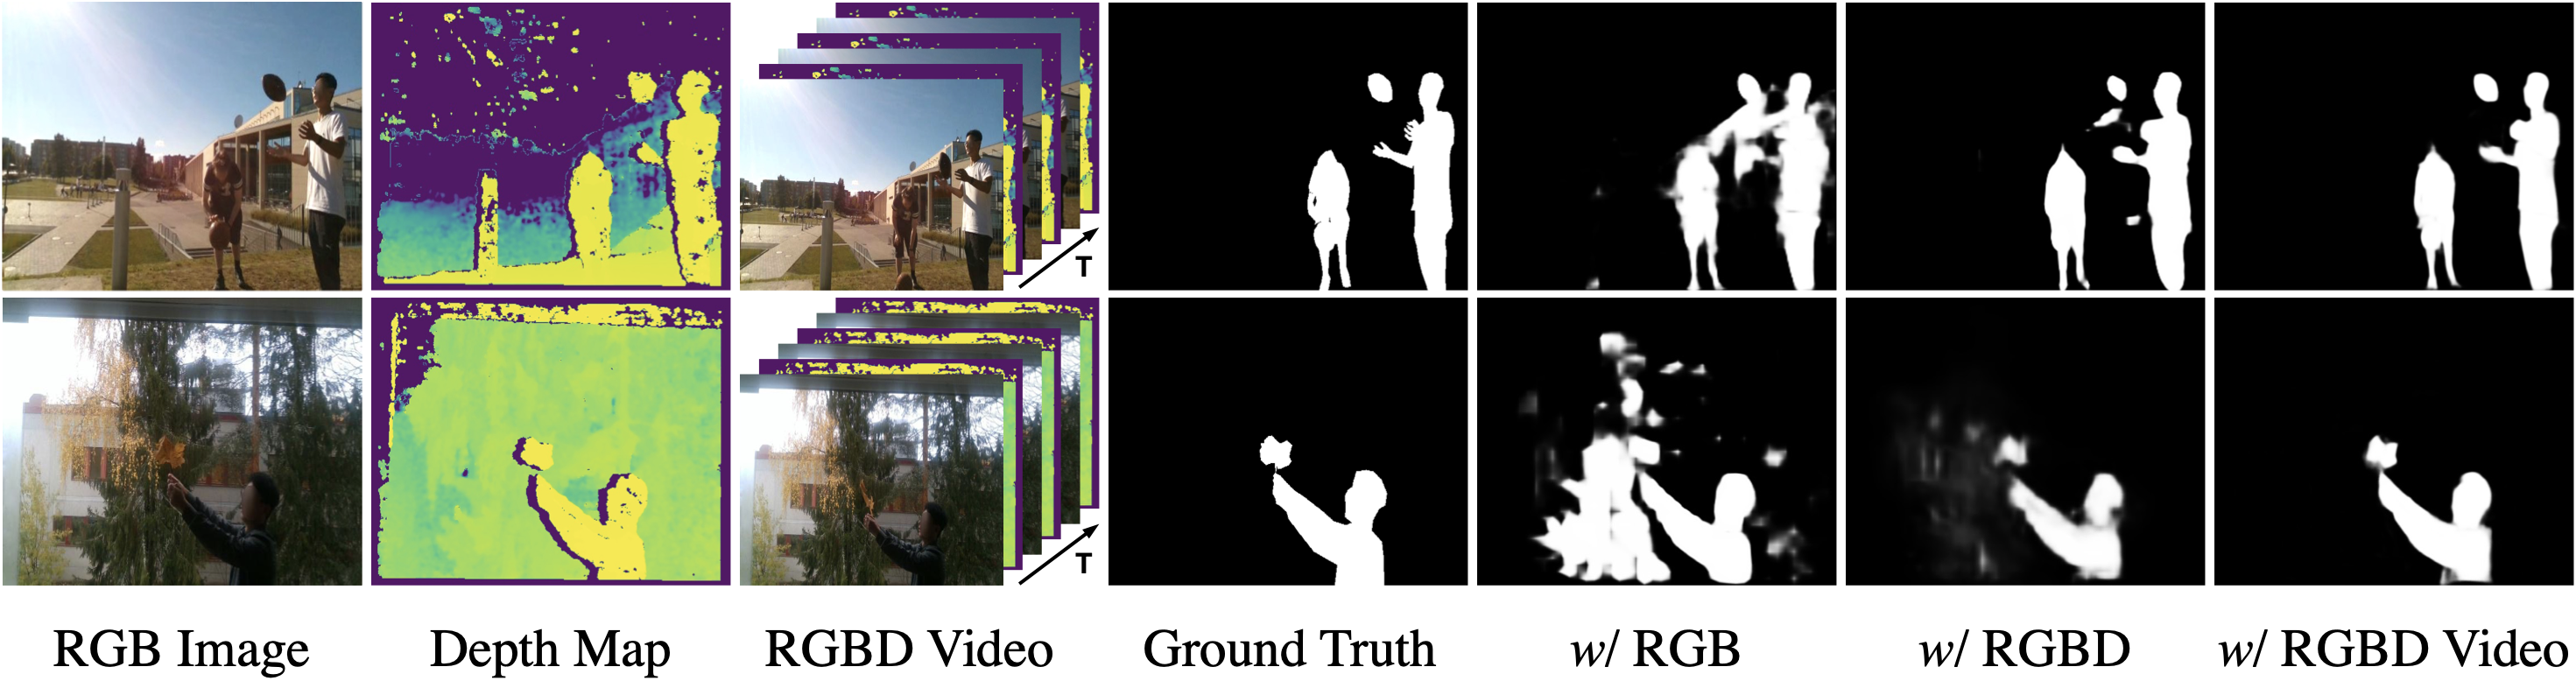 T
T
RGB Image
Depth Map
RGBD Video
Ground Truth
w/ RGB
w/ RGBD
w/ RGBD Video